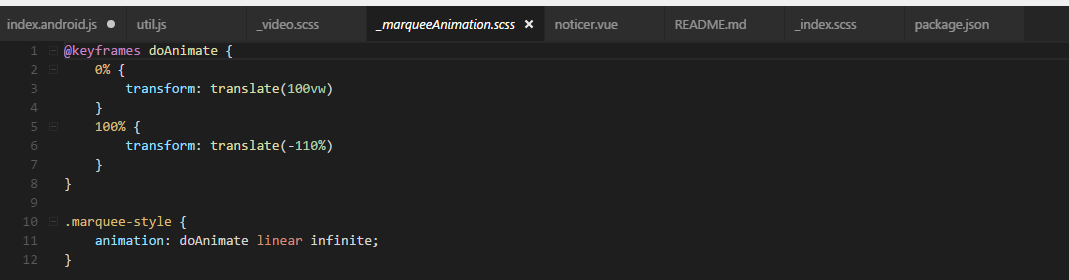 index.android.js util.js _video.scss _marqueeAnimation.scss × noticer.vue README.md _index.scss package.json
1 @keyframes doAnimate {
2 0% {
3 transform: translate(100vw)
4 }
5 100% {
6 transform: translate(-110%)
7 }
8 }
9
10 .marquee-style {
11 animation: doAnimate linear infinite;
12 }